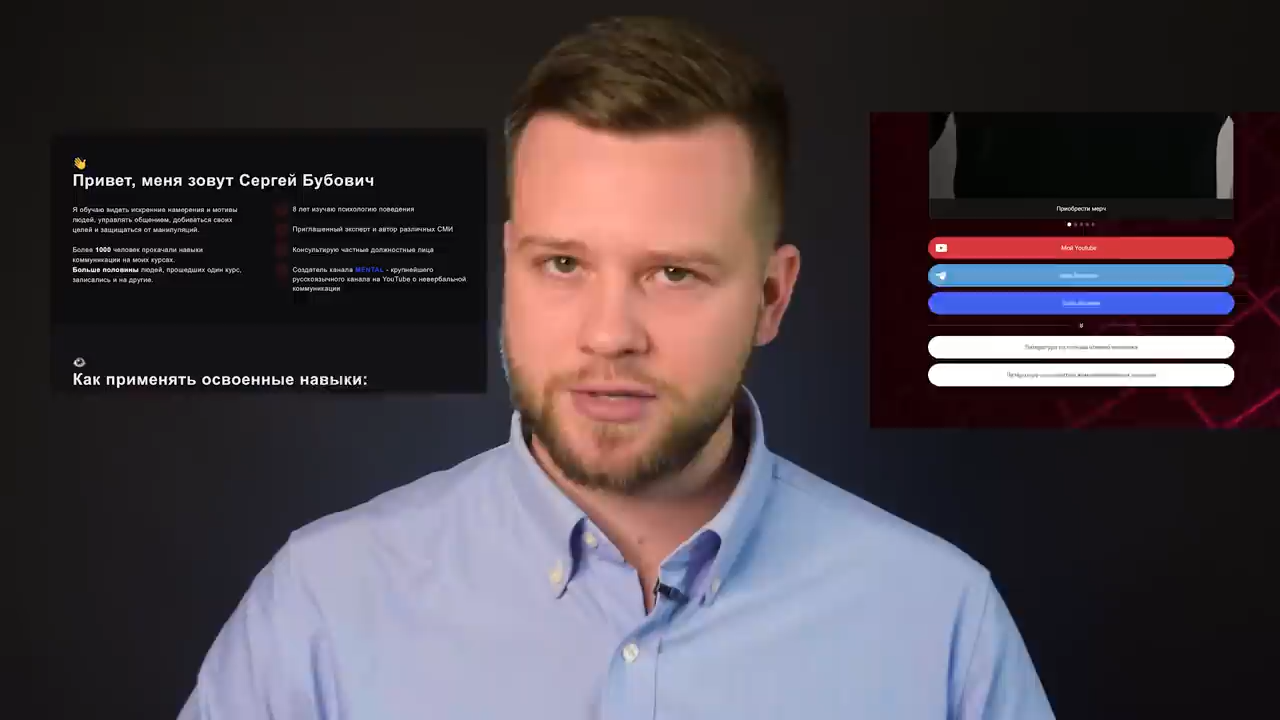 Привет, меня зовут Сергей Бубович
Я обучаю видеть искренние намерения и мотивы
людей, управлять общением, добиваться своих
целей и защищаться от манипуляций.
Более 1000 человек прокачали навыки
коммуникации на моих курсах.
Больше половины людей, прошедших один курс,
записались и на другие.
8 лет изучаю психологию поведения
Приглашенный эксперт и автор различных СМИ
Консультирую частные должностные лица
Создатель канала MENTAL - крупнейшего
русскоязычного канала на YouTube о невербальной
коммуникации
Как применять освоенные навыки:
Приобрести мерч
Мой Youtube